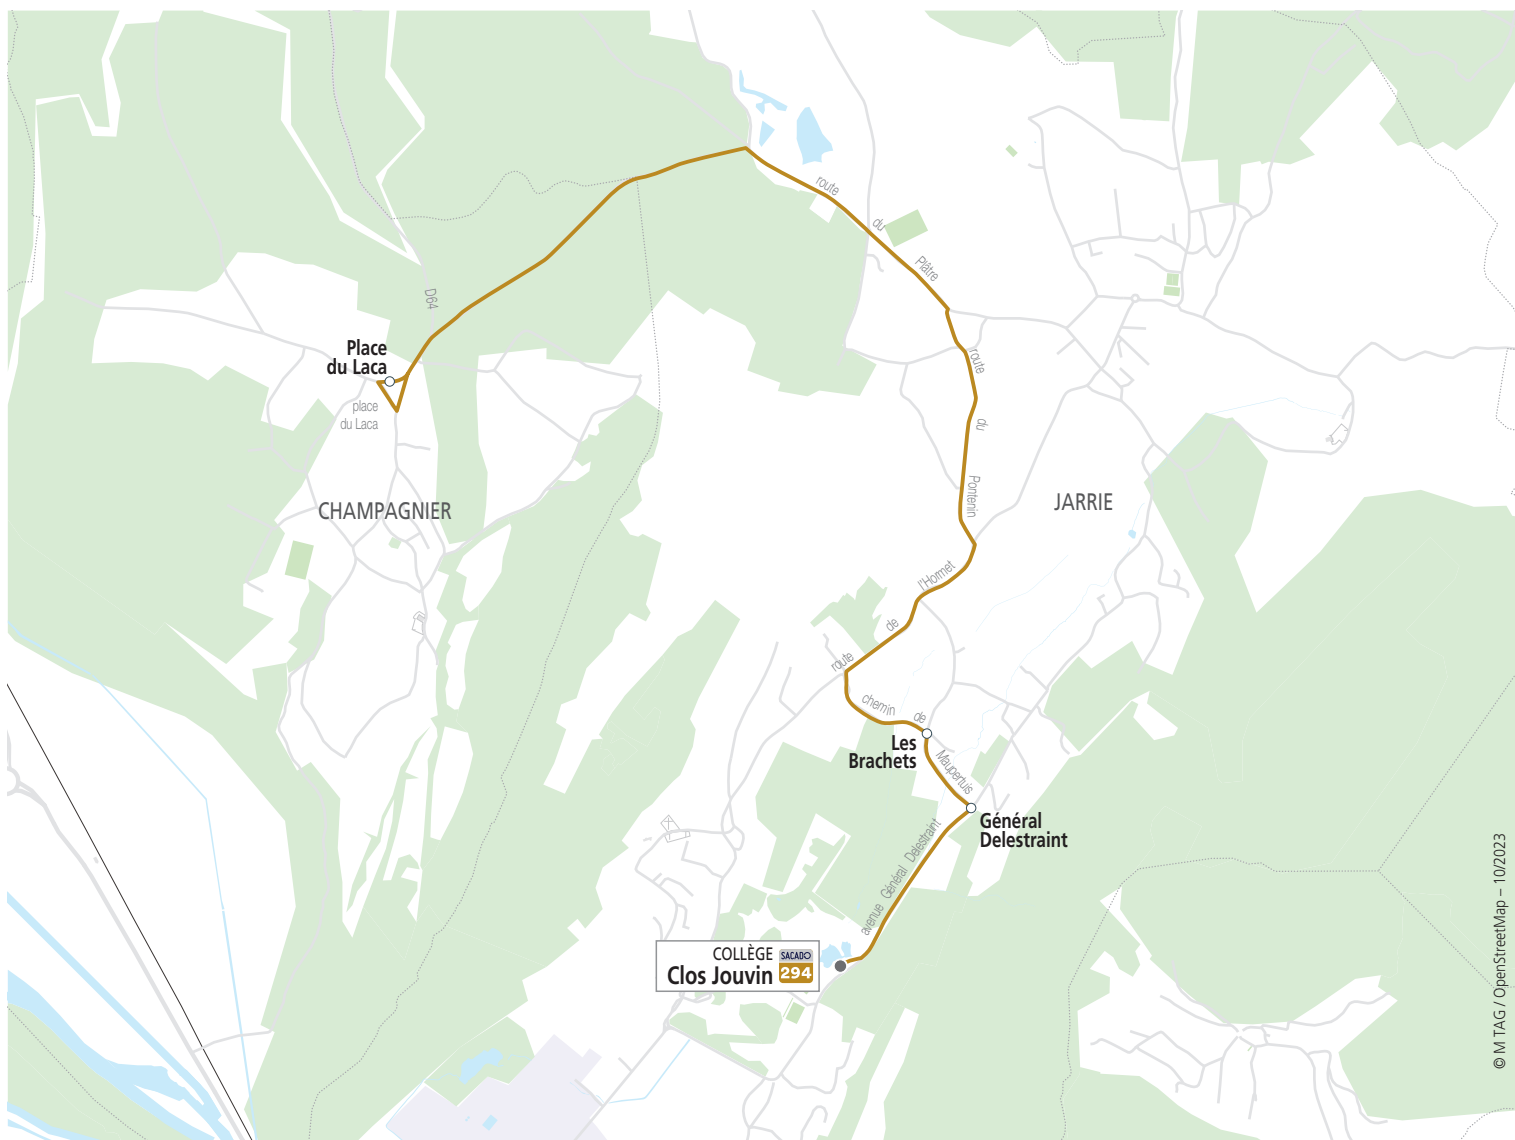 route
du
Plâtre
D64
Place
du Laca
place
du Laca
route
du
Pontenin
CHAMPAGNIER
JARRIE
l'Hormet
de
route
chemin
de
Les
Brachets
Maupertuis
Général
Delestraint
avenue Général Delestraint
COLLÈGE SACADO
Clos Jouvin 294
© M TAG / OpenStreetMap – 10/2023